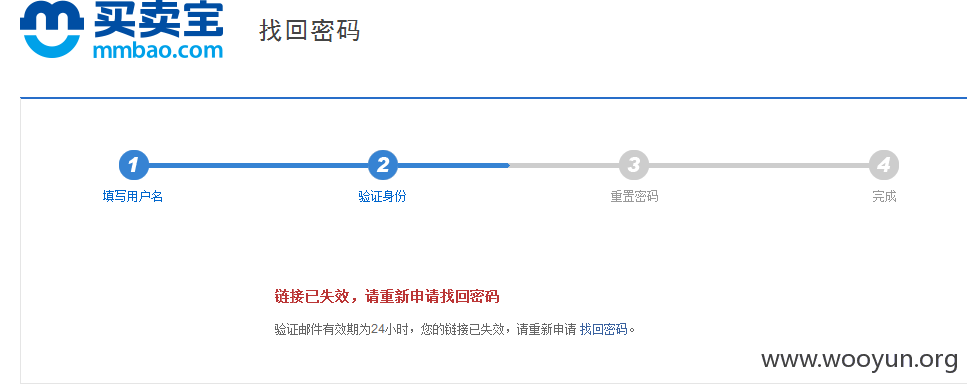 买卖宝
mmbao.com
找回密码
1 2 3 4
填写用户名 验证身份 重置密码 完成
链接已失效，请重新申请找回密码
验证邮件有效期为24小时，您的链接已失效，请重新申请 找回密码。
www.wooyun.org